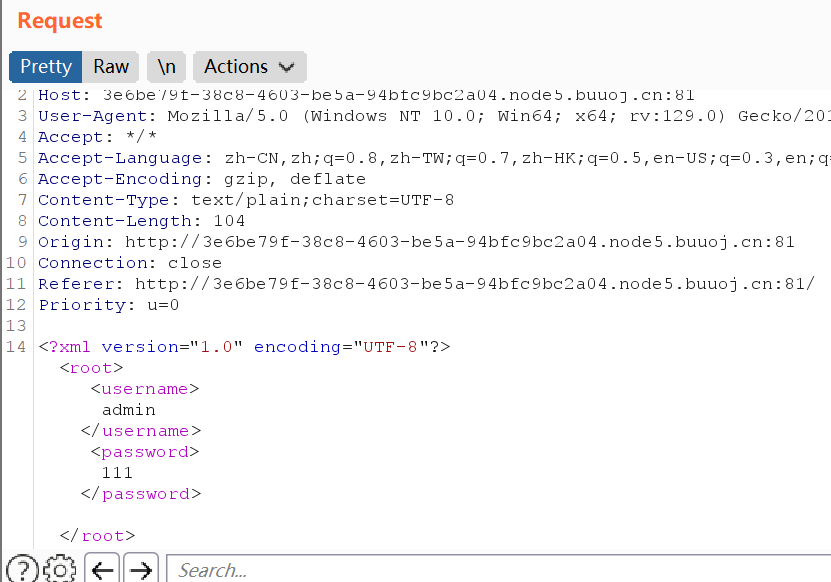 Request
Pretty Raw \n Actions
2 Host: 3e6be79f-38c8-4603-be5a-94bfc9bc2a04.node5.buuoj.cn:81
3 User-Agent: Mozilla/5.0 (Windows NT 10.0; Win64; x64; rv:129.0) Gecko/201
4 Accept: */*
5 Accept-Language: zh-CN,zh;q=0.8,zh-TW;q=0.7,zh-HK;q=0.5,en-US;q=0.3,en;q=
6 Accept-Encoding: gzip, deflate
7 Content-Type: text/plain;charset=UTF-8
8 Content-Length: 104
9 Origin: http://3e6be79f-38c8-4603-be5a-94bfc9bc2a04.node5.buuoj.cn:81
10 Connection: close
11 Referer: http://3e6be79f-38c8-4603-be5a-94bfc9bc2a04.node5.buuoj.cn:81/
12 Priority: u=0
13
14 <?xml version="1.0" encoding="UTF-8"?>
<root>
<username>
admin
</username>
<password>
111
</password>
</root>
? Search...